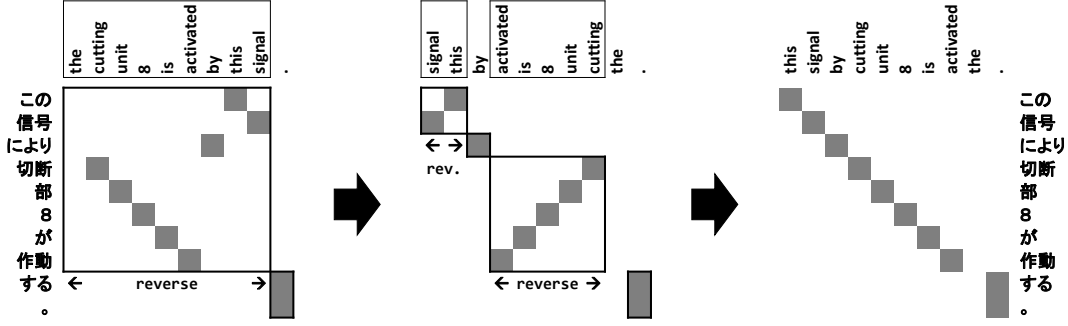 the cutting unit 8 is activated by this signal .
signal this by activated is 8 unit cutting the .
this signal by cutting unit 8 is activated the .
この
信号
により
切断
部
8
が
作動
する
。
← reverse →
← →
rev.
← reverse →
この
信号
により
切断
部
8
が
作動
する
。